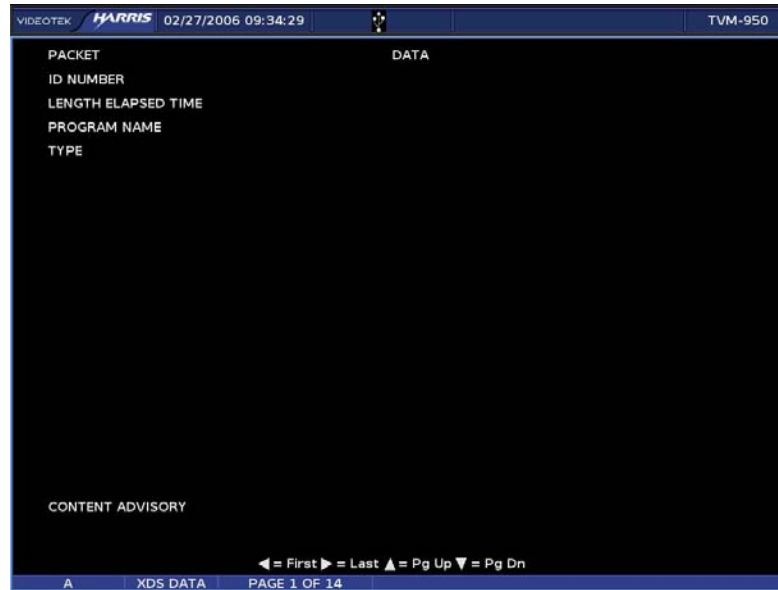 VIDEOTEK HARRIS 02/27/2006 09:34:29 TVM-950
PACKET DATA
ID NUMBER
LENGTH ELAPSED TIME
PROGRAM NAME
TYPE
CONTENT ADVISORY
◀ = First ▶ = Last ▲ = Pg Up ▼ = Pg Dn
A XDS DATA PAGE 1 OF 14